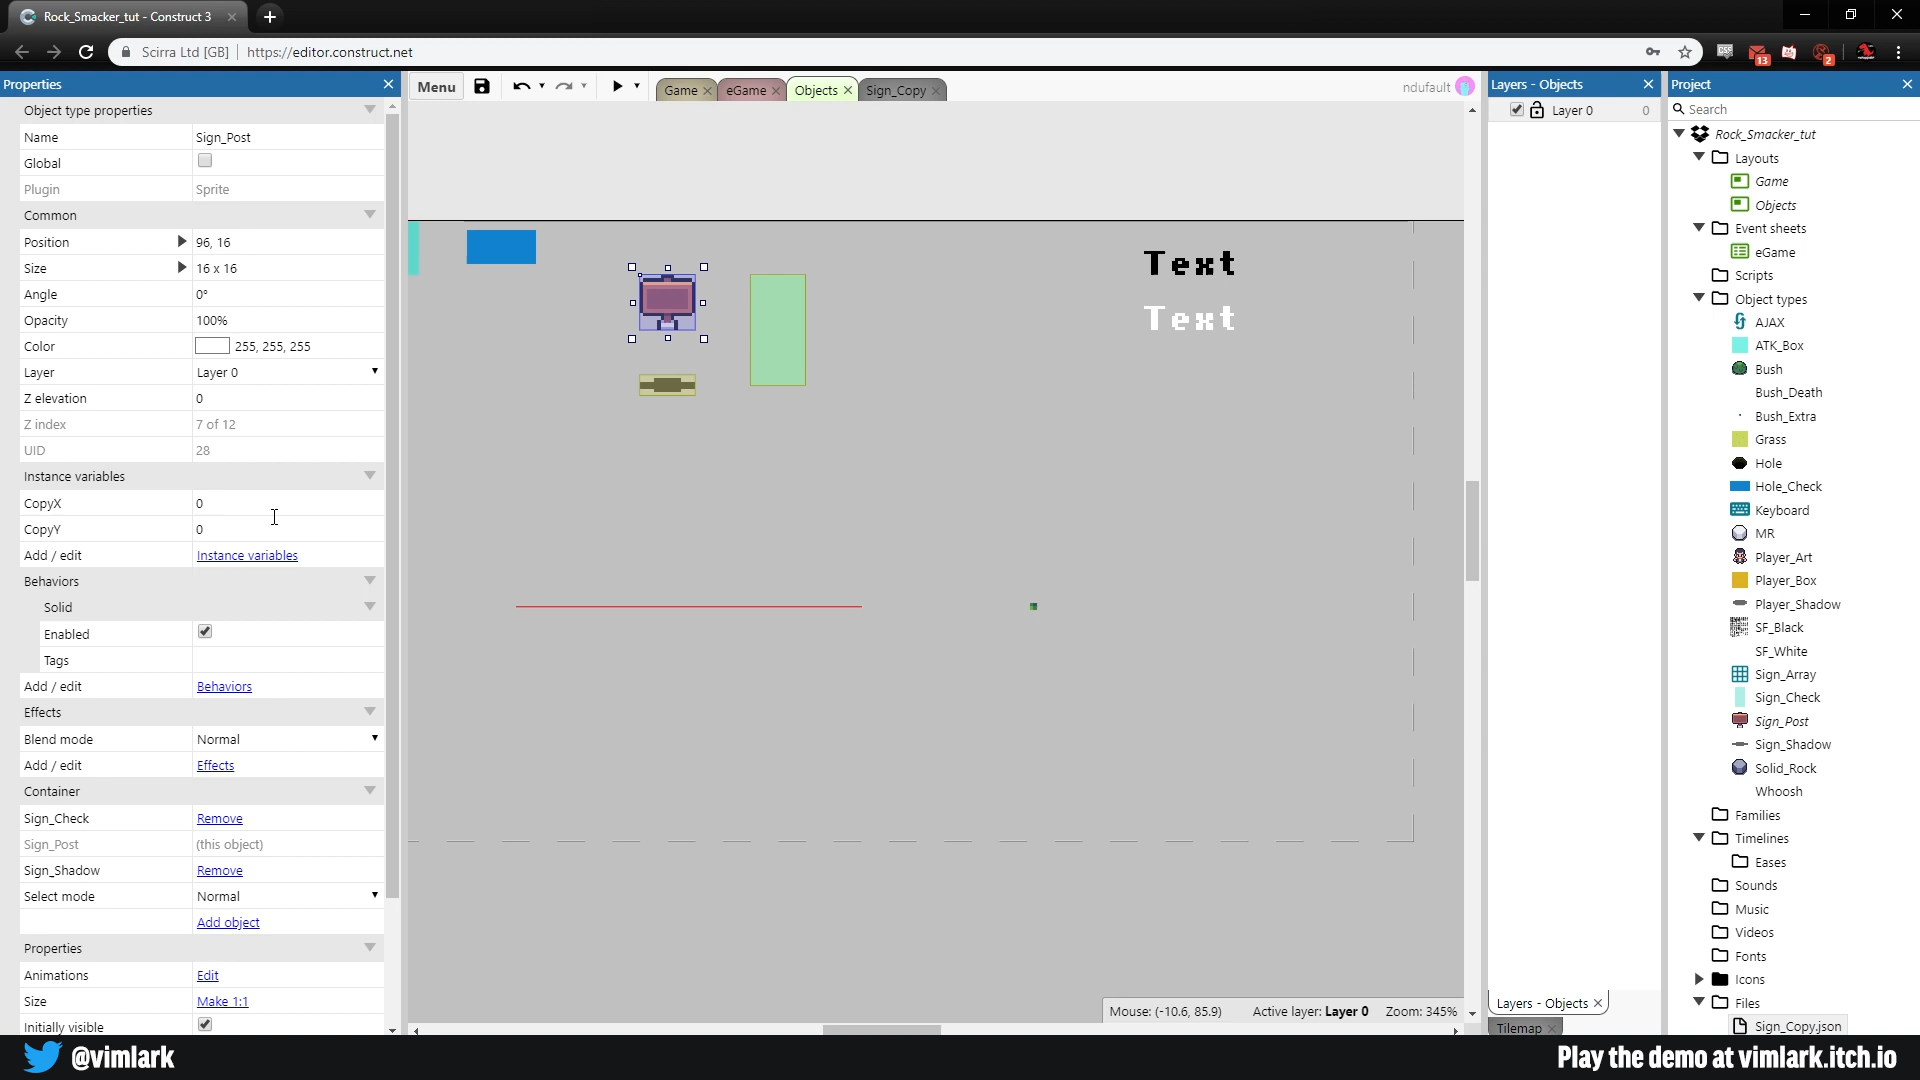 Rock_Smacker_tut - Construct 3
Scirra Ltd [GB] https://editor.construct.net
13
2
Properties
Object type properties
Name Sign_Post
Global
Plugin Sprite
Common
Position 96, 16
Size 16 x 16
Angle 0°
Opacity 100%
Color 255, 255, 255
Layer Layer 0
Z elevation 0
Z index 7 of 12
UID 28
Instance variables
CopyX 0
CopyY 0
Add / edit Instance variables
Behaviors
Solid
Enabled
Tags
Add / edit Behaviors
Effects
Blend mode Normal
Add / edit Effects
Container
Sign_Check Remove
Sign_Post (this object)
Sign_Shadow Remove
Select mode Normal
Add object
Properties
Animations Edit
Size Make 1:1
Initially visible
Menu
Game eGame Objects Sign_Copy
ndufault
Text
Text
Mouse: (-10.6, 85.9) Active layer: Layer 0 Zoom: 345%
Layers - Objects
Layer 0 0
Layers - Objects
Tilemap
Project
Search
Rock_Smacker_tut
Layouts
Game
Objects
Event sheets
eGame
Scripts
Object types
AJAX
ATK_Box
Bush
Bush_Death
Bush_Extra
Grass
Hole
Hole_Check
Keyboard
MR
Player_Art
Player_Box
Player_Shadow
SF_Black
SF_White
Sign_Array
Sign_Check
Sign_Post
Sign_Shadow
Solid_Rock
Whoosh
Families
Timelines
Eases
Sounds
Music
Videos
Fonts
Icons
Files
Sign_Copy.json
@vimlark
Play the demo at vimlark.itch.io